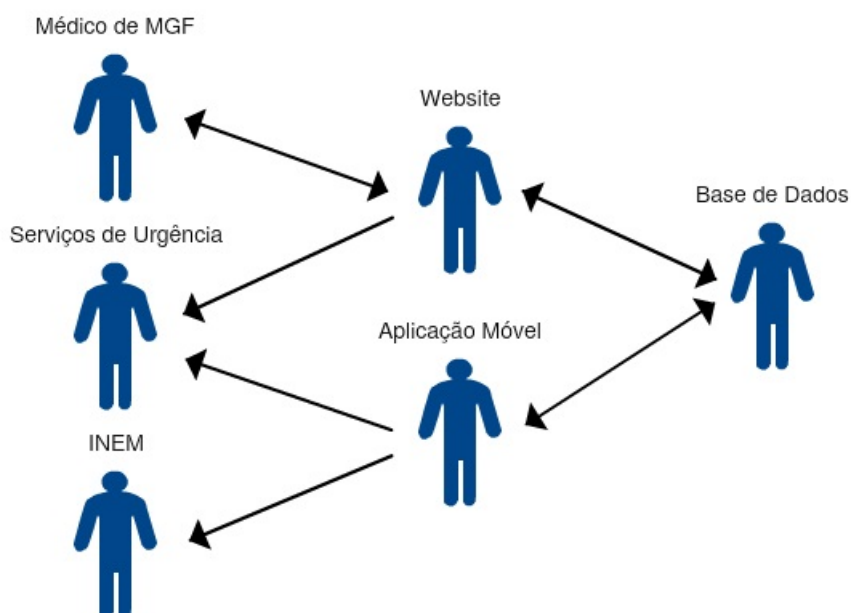 Médico de MGF
Website
Base de Dados
Serviços de Urgência
Aplicação Móvel
INEM